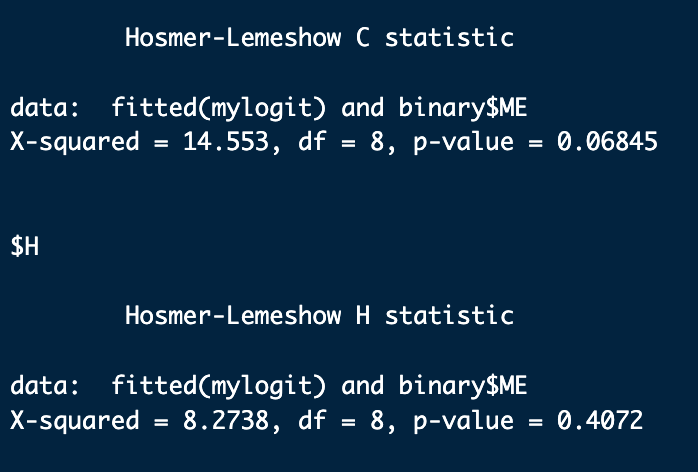 Hosmer-Lemeshow C statistic
data:  fitted(mylogit) and binary$ME
X-squared = 14.553, df = 8, p-value = 0.06845
$H
Hosmer-Lemeshow H statistic
data:  fitted(mylogit) and binary$ME
X-squared = 8.2738, df = 8, p-value = 0.4072